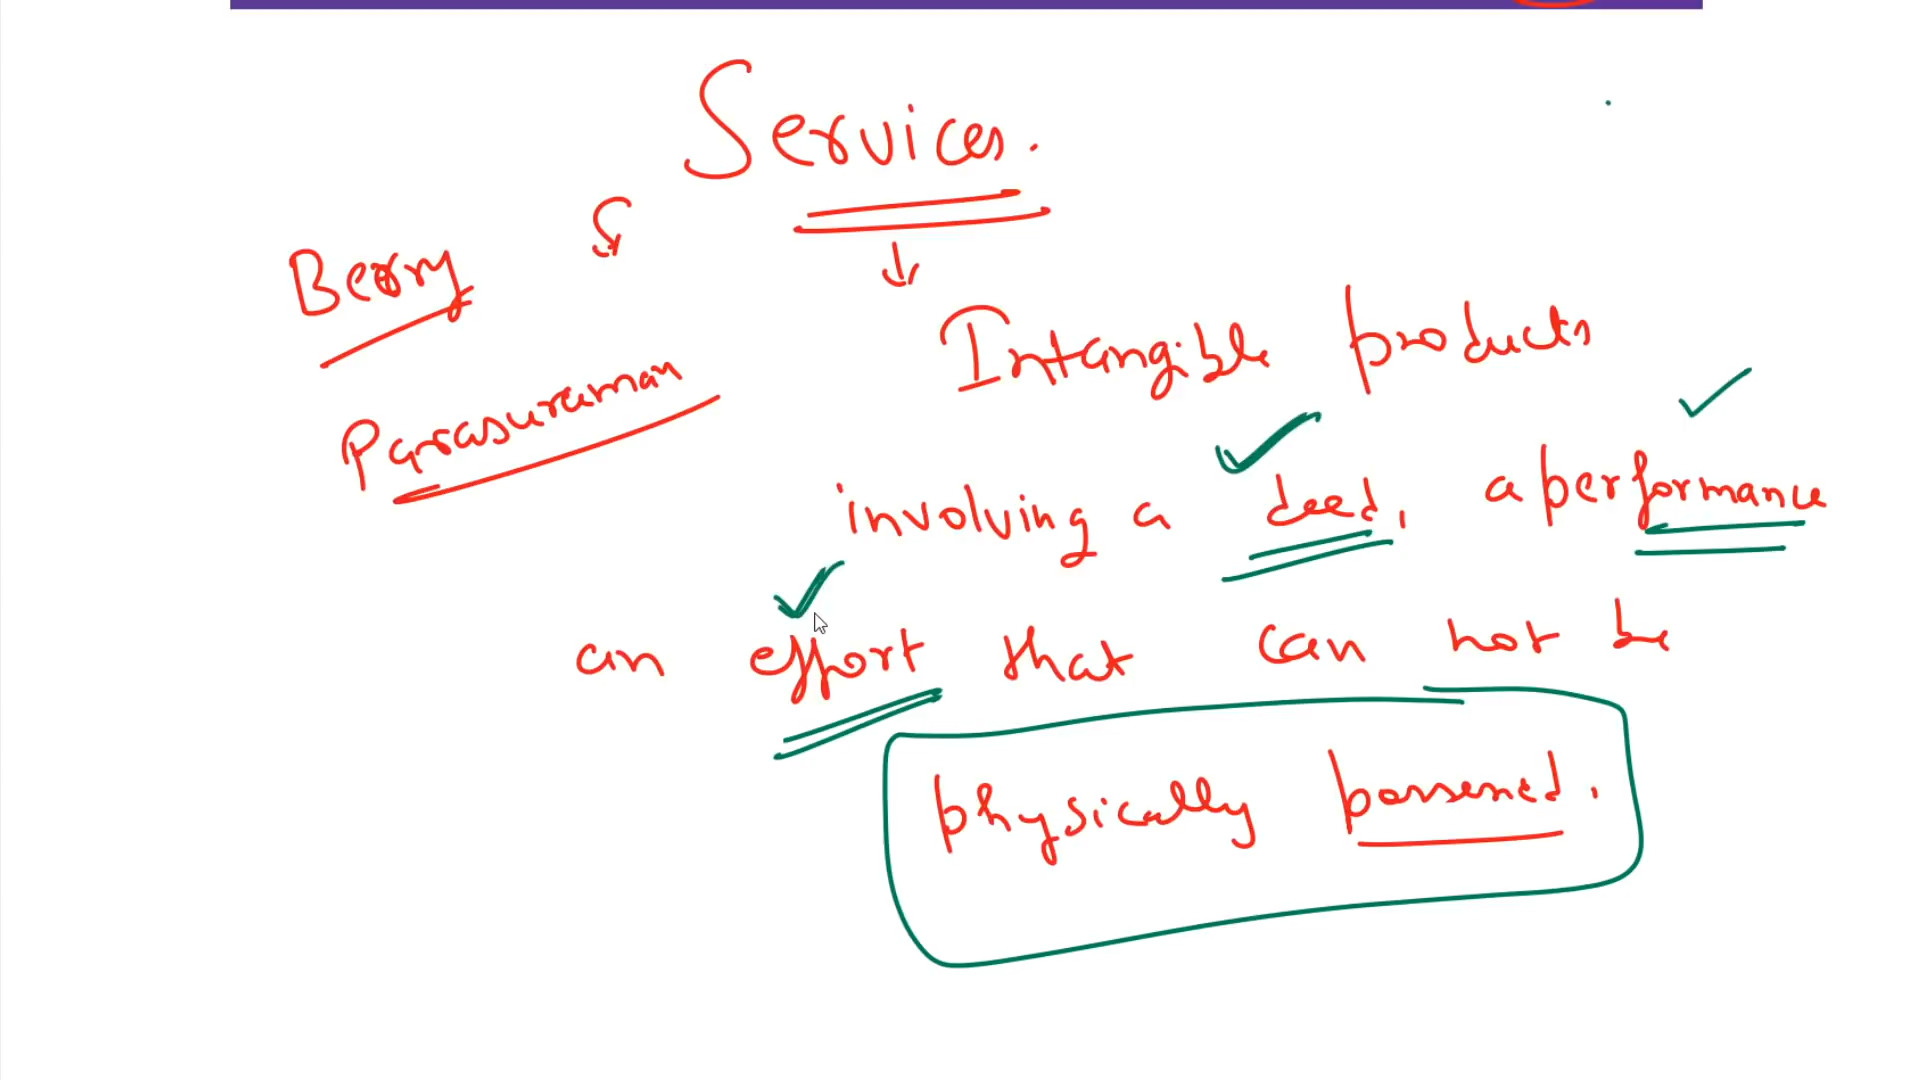 Services.
Berry
Parasuraman
Intangible products
involving a deed, a performance
an effort that can not be
physically possessed.